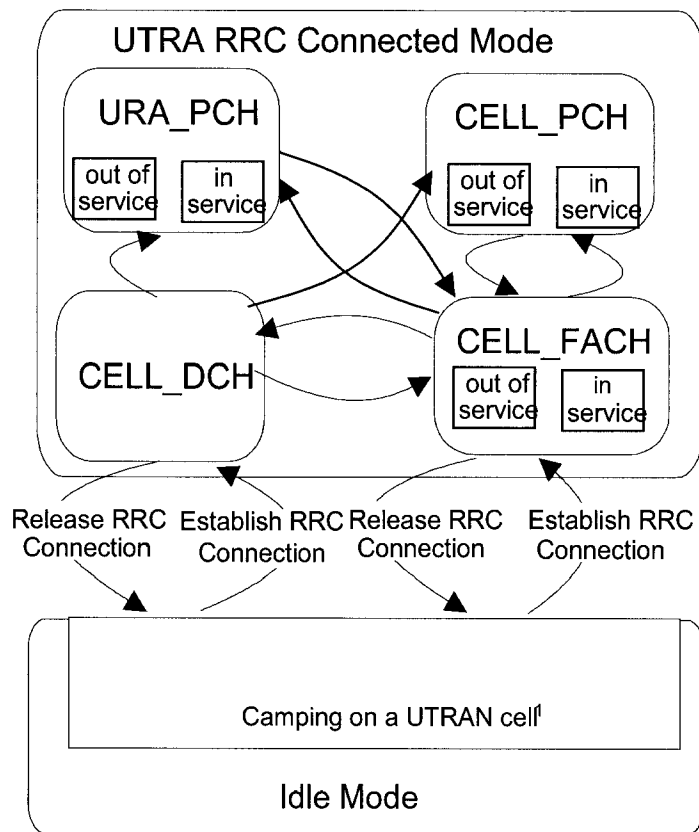 UTRA RRC Connected Mode
URA_PCH
out of
service
in
service
CELL_PCH
out of
service
in
service
CELL_DCH
CELL_FACH
out of
service
in
service
Release RRC
Connection
Establish RRC
Connection
Release RRC
Connection
Establish RRC
Connection
Camping on a UTRAN cell¹
Idle Mode